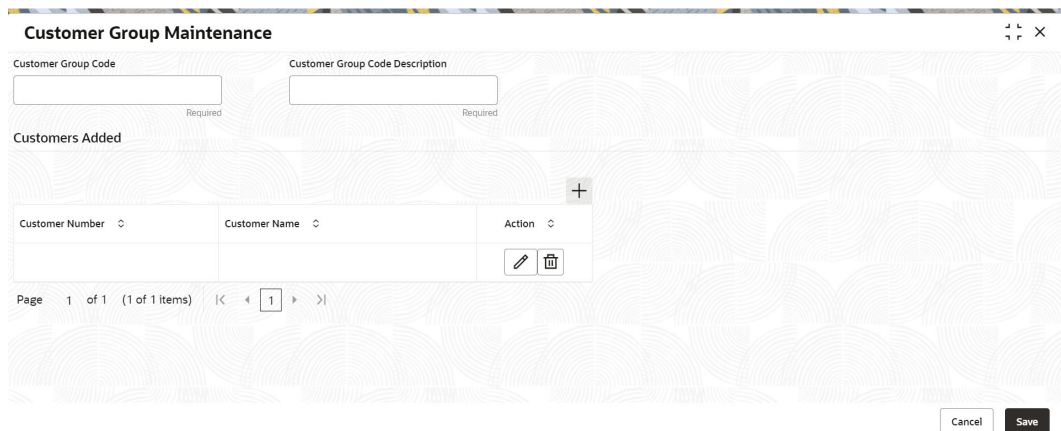 Customer Group Maintenance
Customer Group Code Customer Group Code Description
Required Required
Customers Added
Customer Number Customer Name Action
Page 1 of 1 (1 of 1 items) 1
Cancel Save